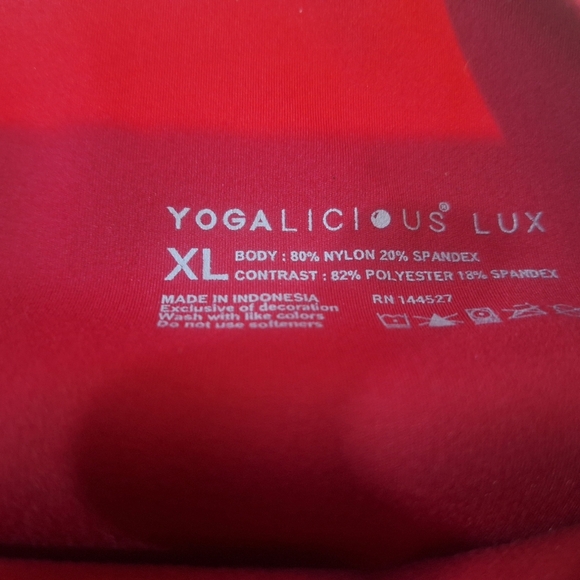 YOGALICIOUS® LUX
XL
BODY : 80% NYLON 20% SPANDEX
CONTRAST : 82% POLYESTER 18% SPANDEX
MADE IN INDONESIA
Exclusive of decoration
Wash with like colors
Do not use softeners
RN 144527